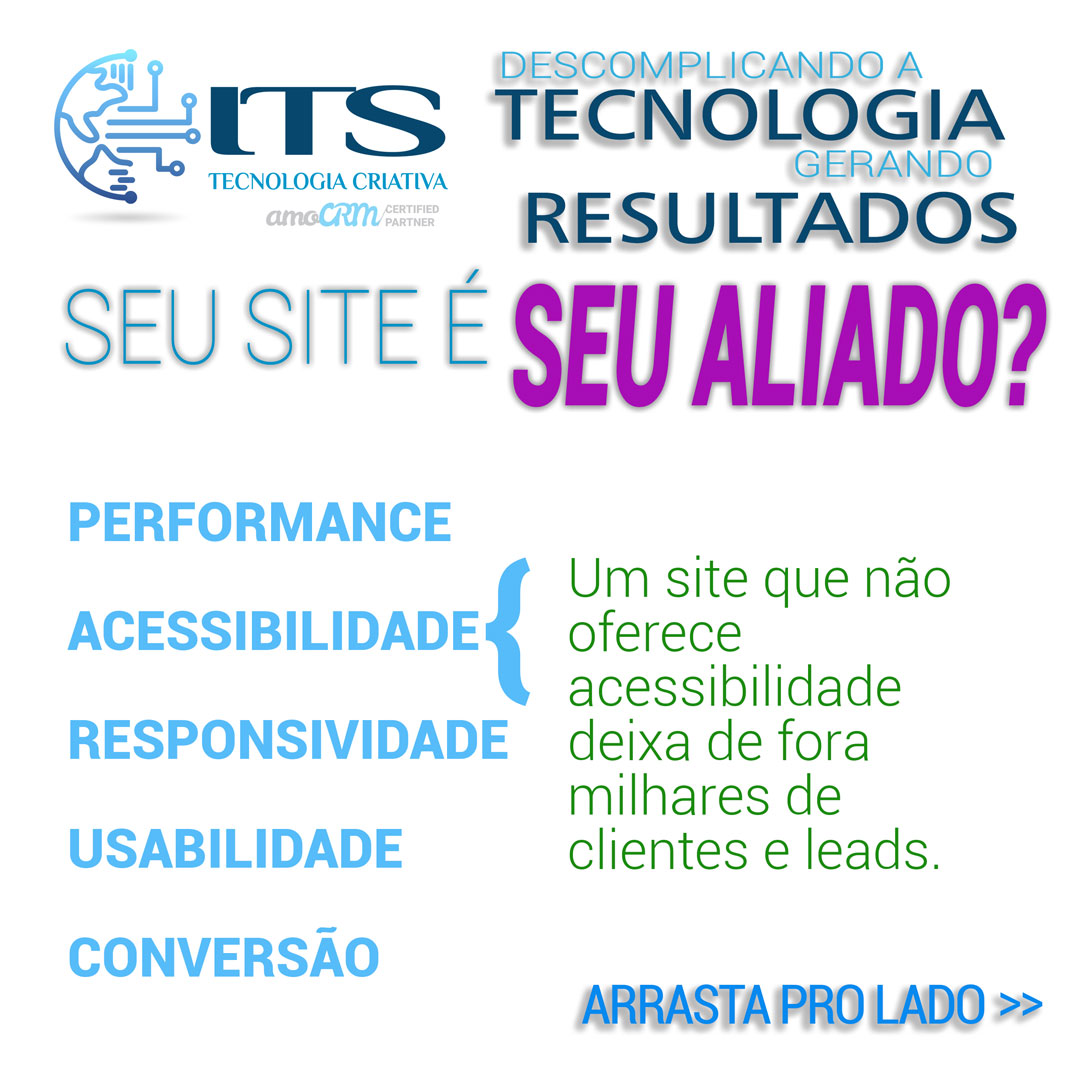 ITS
TECNOLOGIA CRIATIVA
amoCRM CERTIFIED
PARTNER
DESCOMPLICANDO A
TECNOLOGIA
GERANDO
RESULTADOS
SEU SITE É SEU ALIADO?
PERFORMANCE
ACESSIBILIDADE {
Um site que não
oferece
acessibilidade
deixa de fora
milhares de
clientes e leads.
RESPONSIVIDADE
USABILIDADE
CONVERSÃO
ARRASTA PRO LADO >>